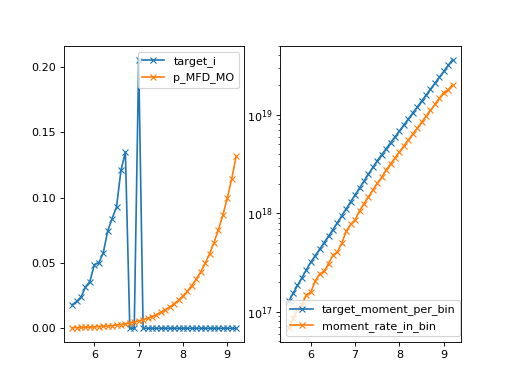 target_i
p_MFD_MO
0.20
0.15
0.10
0.05
0.00
6 7 8 9
10^19
10^18
10^17
target_moment_per_bin
moment_rate_in_bin
6 7 8 9